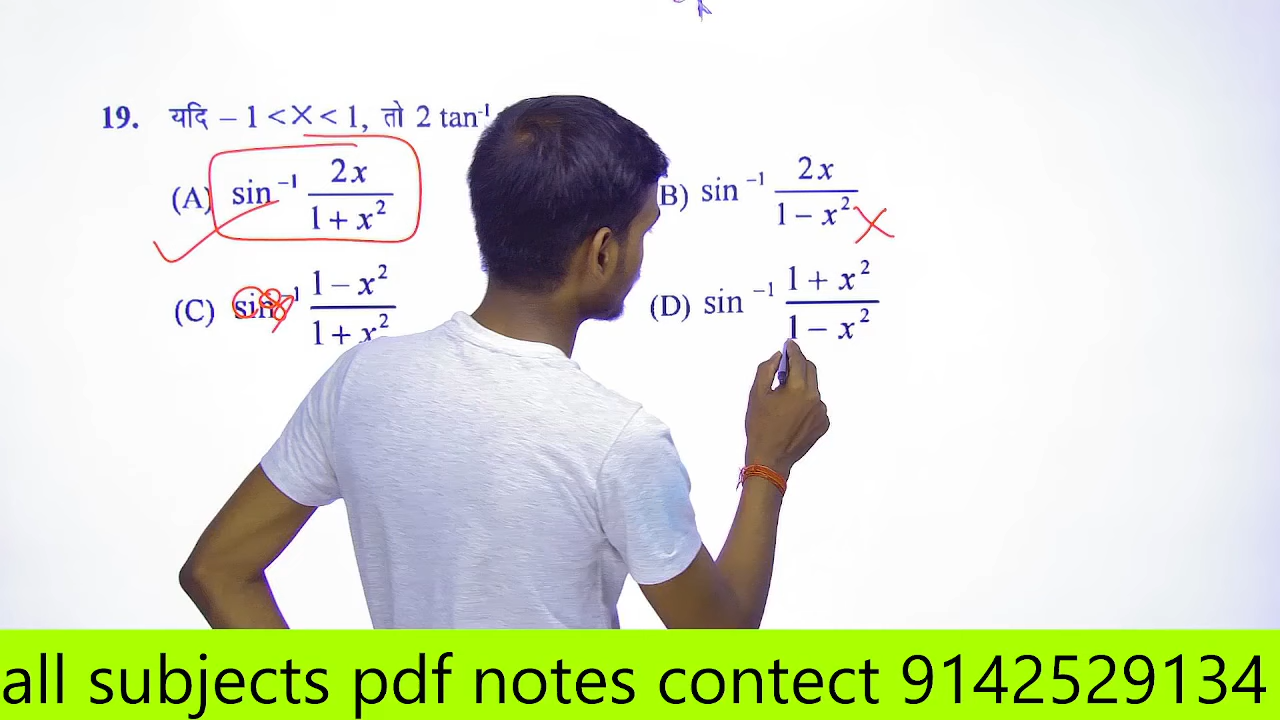 19. यदि – 1 < X < 1, तो 2 tan⁻¹
(A) sin⁻¹ 2x / 1 + x²
B) sin⁻¹ 2x / 1 – x²
(C) 1 – x² / 1 + x²
(D) sin⁻¹ 1 + x² / 1 – x²
all subjects pdf notes contect 9142529134